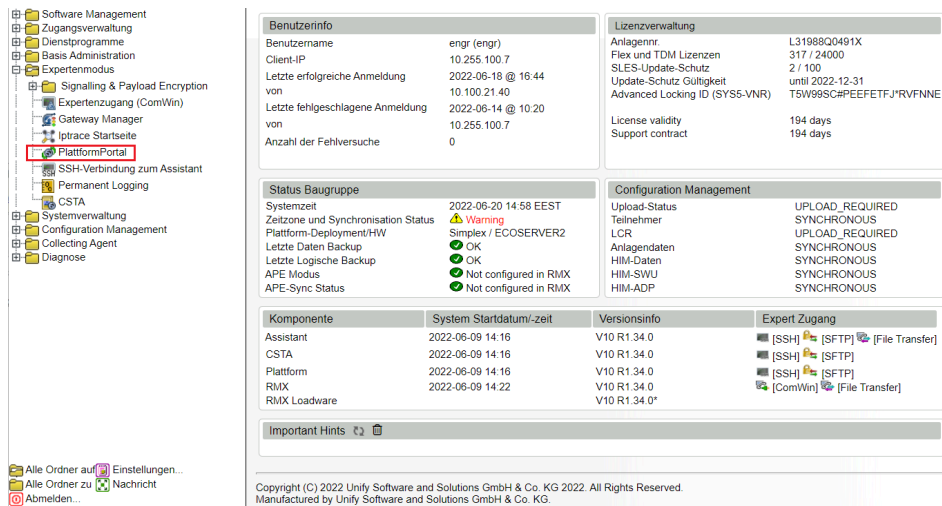 Software Management
Zugangsverwaltung
Dienstprogramme
Basis Administration
Expertenmodus
Signalling & Payload Encryption
Expertenzugang (ComWin)
Gateway Manager
Iptrace Startseite
PlattformPortal
SSH-Verbindung zum Assistant
Permanent Logging
CSTA
Systemverwaltung
Configuration Management
Collecting Agent
Diagnose
Alle Ordner auf Einstellungen...
Alle Ordner zu Nachricht
Abmelden...
Benutzerinfo
Benutzername engr (engr)
Client-IP 10.255.100.7
Letzte erfolgreiche Anmeldung 2022-06-18 @ 16:44
von 10.100.21.40
Letzte fehlgeschlagene Anmeldung 2022-06-14 @ 10:20
von 10.255.100.7
Anzahl der Fehlversuche 0
Lizenzverwaltung
Anlagennr. L31988Q0491X
Flex und TDM Lizenzen 317 / 24000
SLES-Update-Schutz 2 / 100
Update-Schutz Gültigkeit until 2022-12-31
Advanced Locking ID (SYS5-VNR) T5W99SC#PEEFETFJ*RVFNNE
License validity 194 days
Support contract 194 days
Status Baugruppe
Systemzeit 2022-06-20 14:58 EEST
Zeitzone und Synchronisation Status Warning
Plattform-Deployment/HW Simplex / ECOSERVER2
Letzte Daten Backup OK
Letzte Logische Backup OK
APE Modus Not configured in RMX
APE-Sync Status Not configured in RMX
Configuration Management
Upload-Status UPLOAD_REQUIRED
Teilnehmer SYNCHRONOUS
LCR UPLOAD_REQUIRED
Anlagendaten SYNCHRONOUS
HIM-Daten SYNCHRONOUS
HIM-SWU SYNCHRONOUS
HIM-ADP SYNCHRONOUS
Komponente System Startdatum/-zeit Versionsinfo Expert Zugang
Assistant 2022-06-09 14:16 V10 R1.34.0 [SSH] [SFTP] [File Transfer]
CSTA 2022-06-09 14:16 V10 R1.34.0 [SSH] [SFTP]
Plattform 2022-06-09 14:16 V10 R1.34.0 [SSH] [SFTP]
RMX 2022-06-09 14:22 V10 R1.34.0 [ComWin] [File Transfer]
RMX Loadware V10 R1.34.0*
Important Hints
Copyright (C) 2022 Unify Software and Solutions GmbH & Co. KG 2022. All Rights Reserved.
Manufactured by Unify Software and Solutions GmbH & Co. KG.